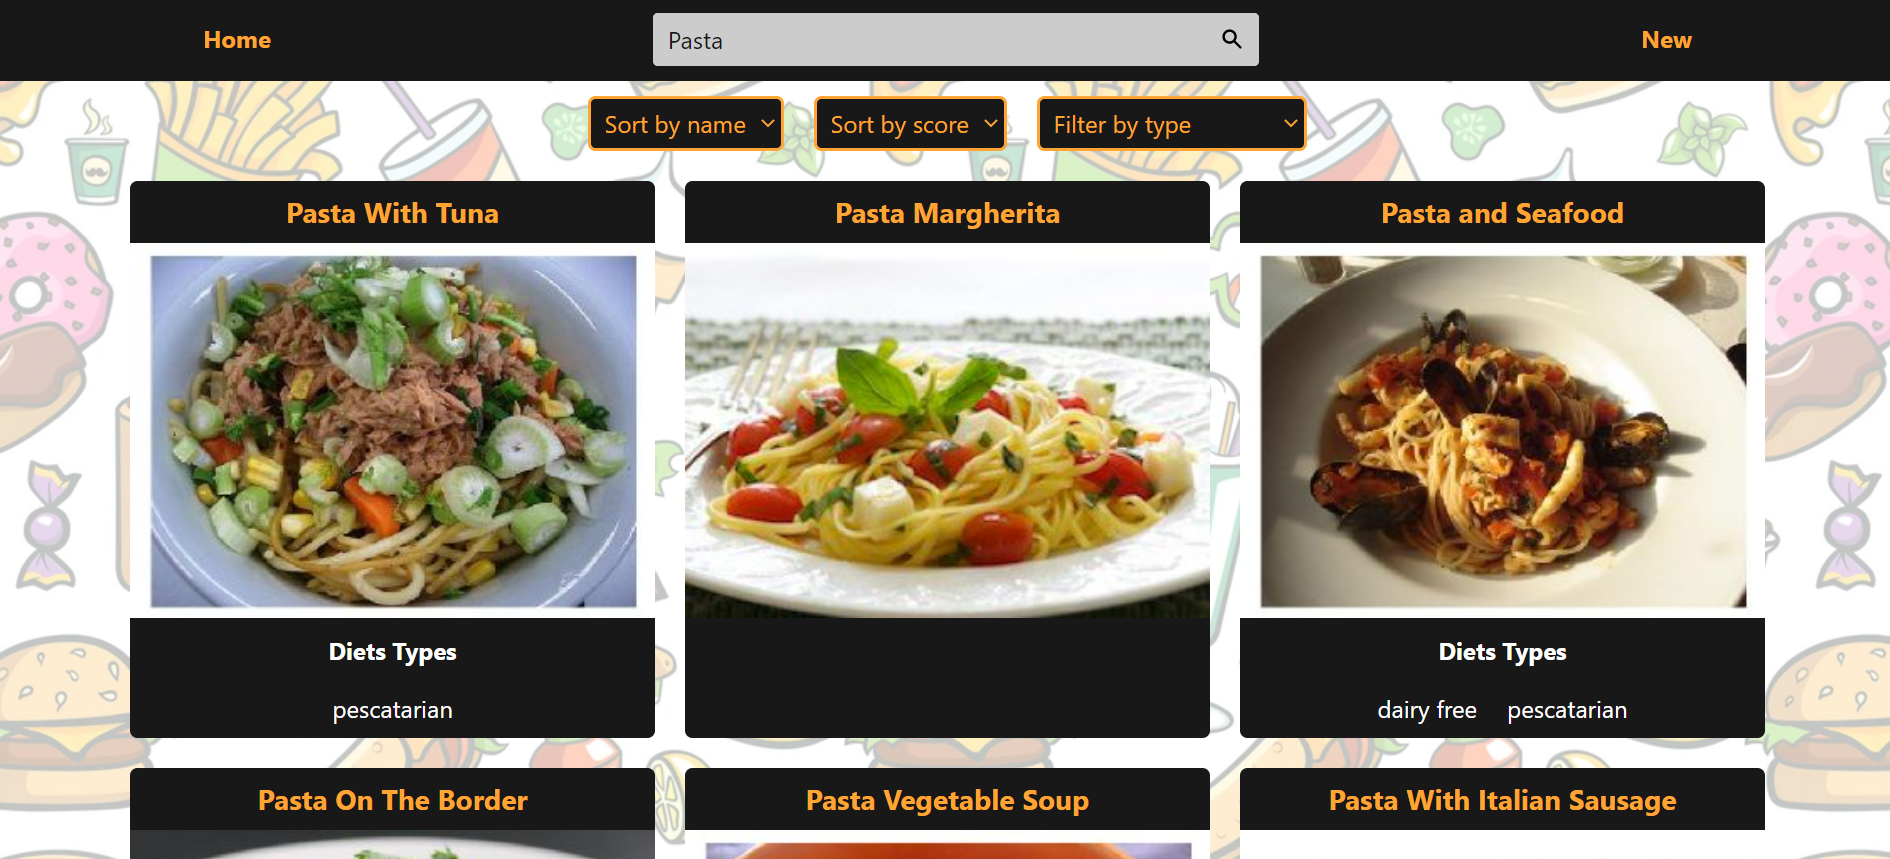 Home
Pasta
New
Sort by name
Sort by score
Filter by type
Pasta With Tuna
Pasta Margherita
Pasta and Seafood
Diets Types
pescatarian
Diets Types
dairy free pescatarian
Pasta On The Border
Pasta Vegetable Soup
Pasta With Italian Sausage